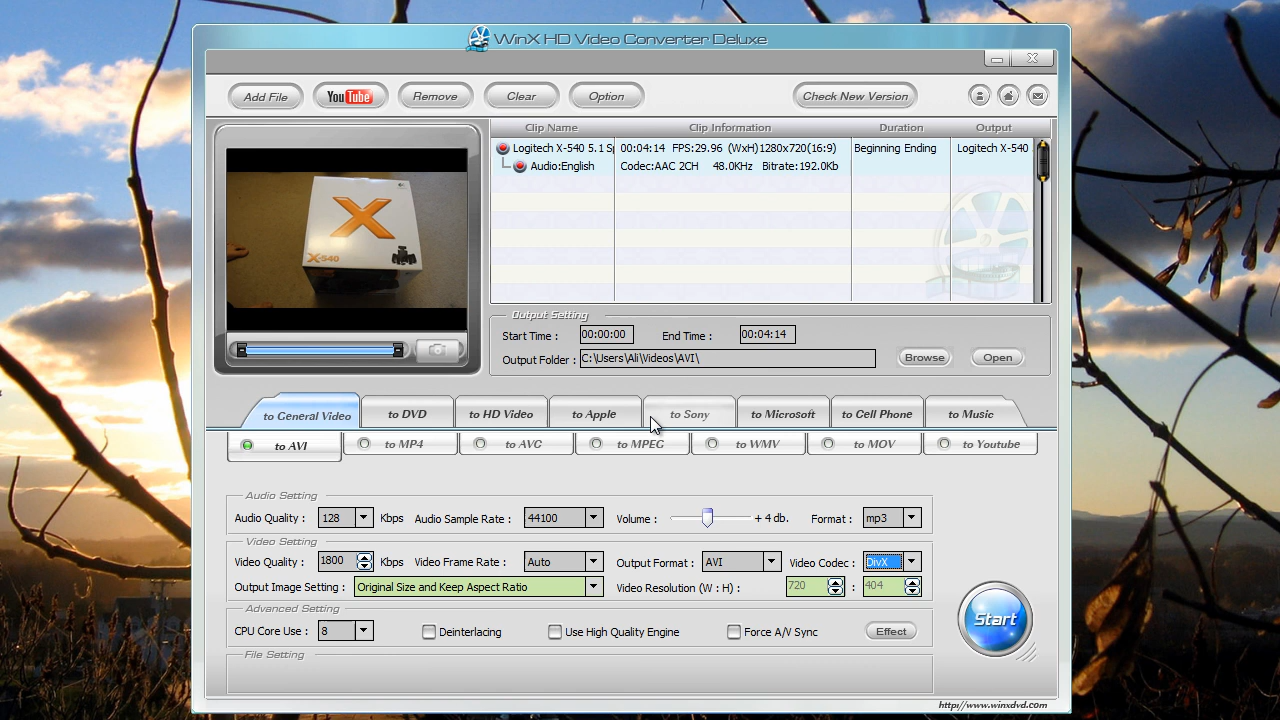 WinX HD Video Converter Deluxe
Add File
You Tube
Remove
Clear
Option
Check New Version
Clip Name Clip Information Duration Output
Logitech X-540 5.1 Sp 00:04:14 FPS:29.96 (WxH)1280x720(16:9) Beginning Ending Logitech X-540
Audio:English Codec:AAC 2CH 48.0KHz Bitrate:192.0Kb
X-540
Output Setting
Start Time : 00:00:00 End Time : 00:04:14
Output Folder : C:\Users\Ali\Videos\AVI\ Browse Open
to General Video to DVD to HD Video to Apple to Sony to Microsoft to Cell Phone to Music
to AVI to MP4 to AVC to MPEG to WMV to MOV to Youtube
Audio Setting
Audio Quality : 128 Kbps Audio Sample Rate : 44100 Volume : + 4 db. Format : mp3
Video Setting
Video Quality : 1800 Kbps Video Frame Rate : Auto Output Format : AVI Video Codec : DivX
Output Image Setting : Original Size and Keep Aspect Ratio Video Resolution (W : H) : 720 : 404
Advanced Setting
CPU Core Use : 8 Deinterlacing Use High Quality Engine Force A/V Sync Effect
Start
File Setting
http://www.winxdvd.com